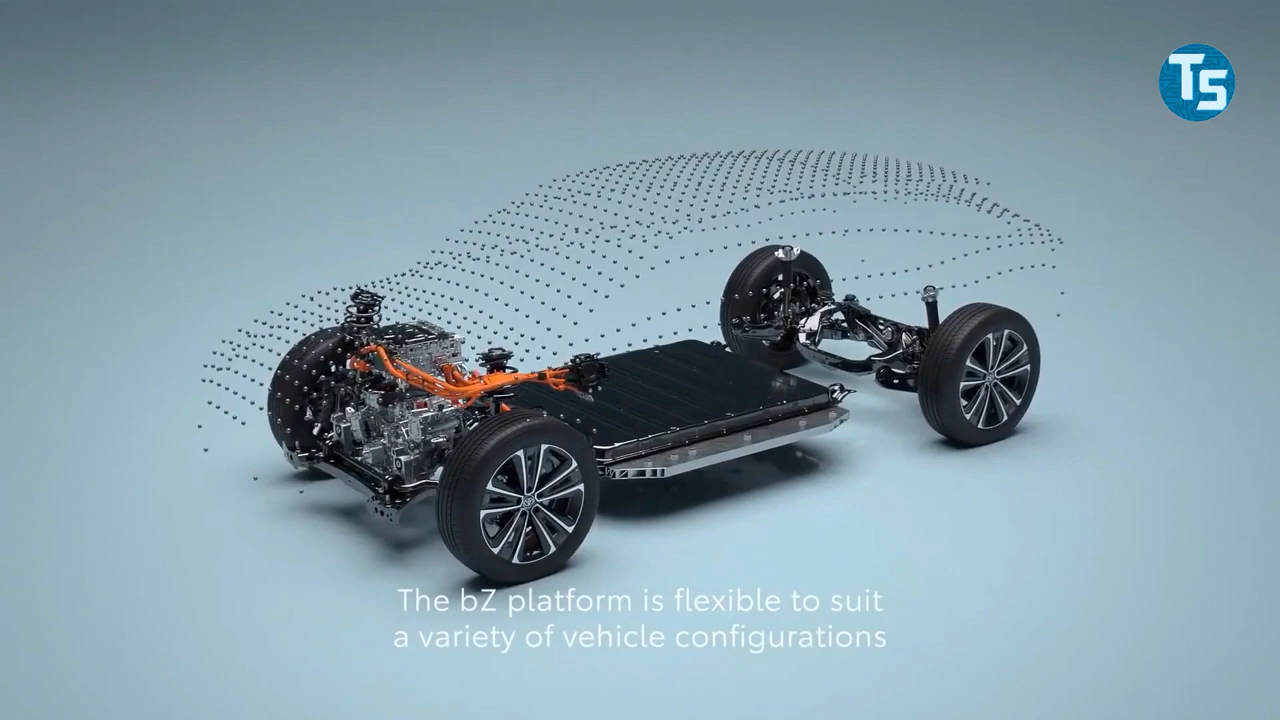 TS
The bZ platform is flexible to suit
a variety of vehicle configurations